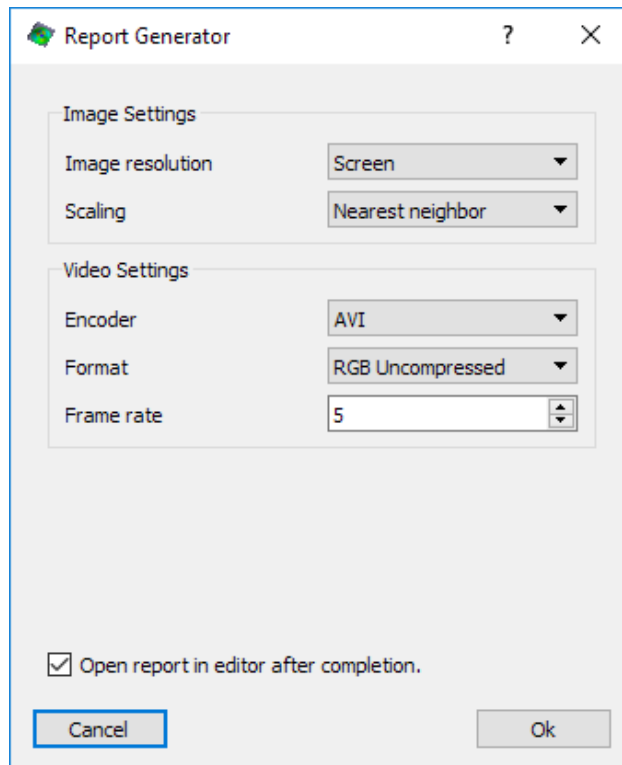 Report Generator ?
Image Settings
Image resolution Screen
Scaling Nearest neighbor
Video Settings
Encoder AVI
Format RGB Uncompressed
Frame rate 5
Open report in editor after completion.
Cancel Ok